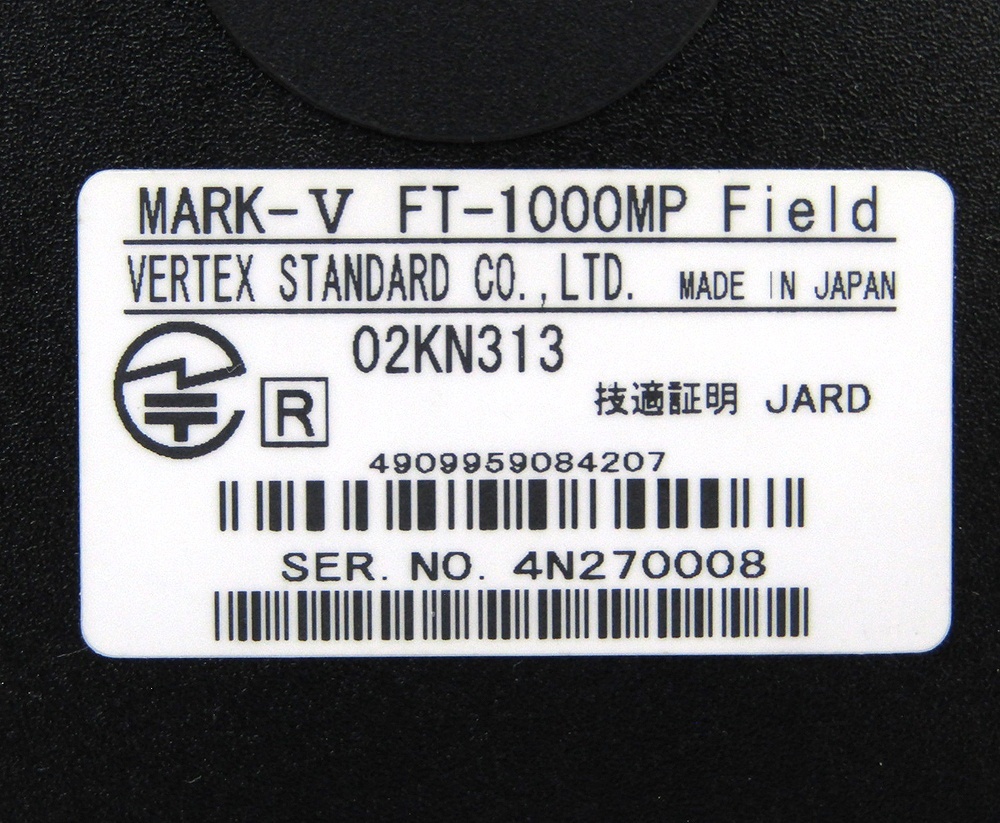 MARK-V FT-1000MP Field
VERTEX STANDARD CO.,LTD. MADE IN JAPAN
02KN313
R
技適証明 JARD
4909959084207
SER. NO. 4N270008